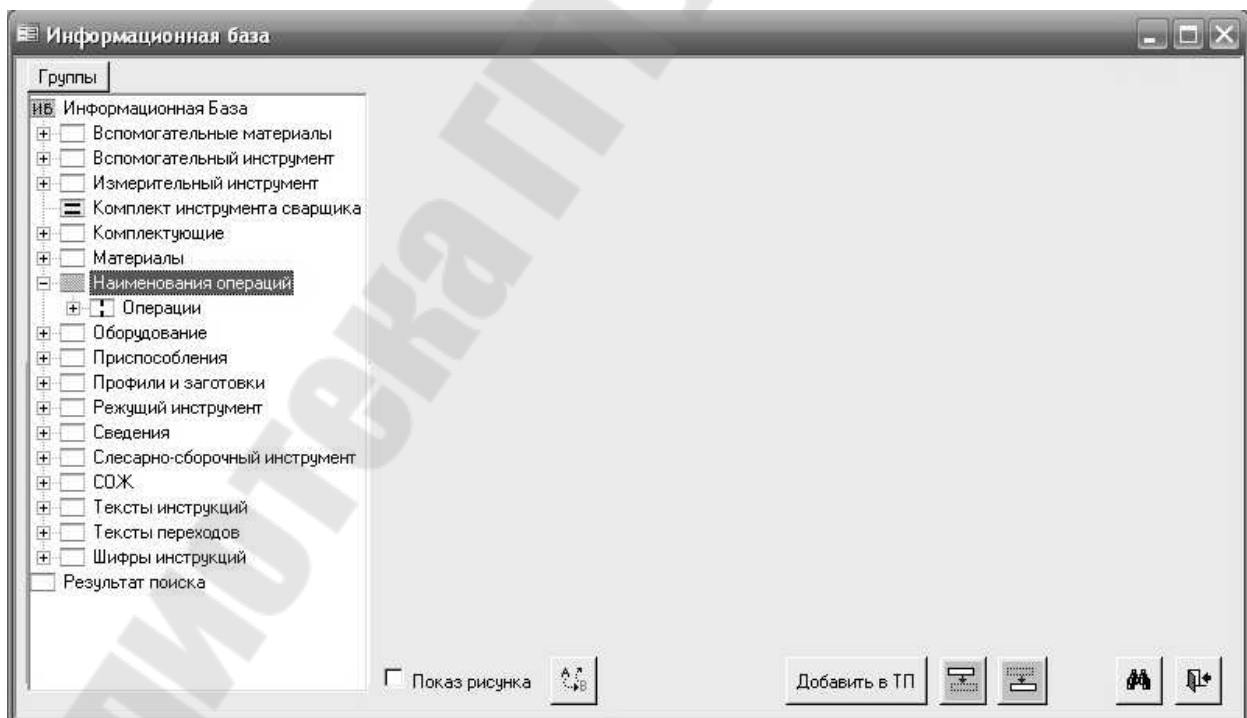 Информационная база
Группы
ИБ Информационная База
Вспомогательные материалы
Вспомогательный инструмент
Измерительный инструмент
Комплект инструмента сварщика
Комплектующие
Материалы
Наименования операций
Операции
Оборудование
Приспособления
Профили и заготовки
Режущий инструмент
Сведения
Слесарно-сборочный инструмент
СОЖ
Тексты инструкций
Тексты переходов
Шифры инструкций
Результат поиска
Показ рисунка
A B
Добавить в ТП